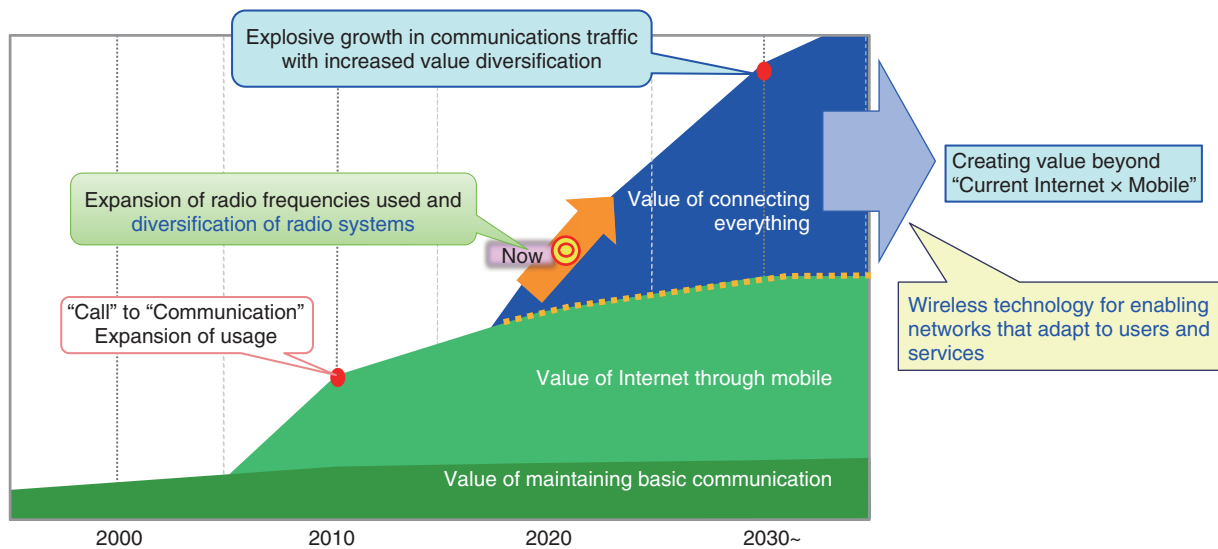 Explosive growth in communications traffic
with increased value diversification
Creating value beyond
“Current Internet × Mobile”
Expansion of radio frequencies used and
diversification of radio systems
Value of connecting
everything
Now
“Call” to “Communication”
Expansion of usage
Wireless technology for enabling
networks that adapt to users and
services
Value of Internet through mobile
Value of maintaining basic communication
2000
2010
2020
2030~